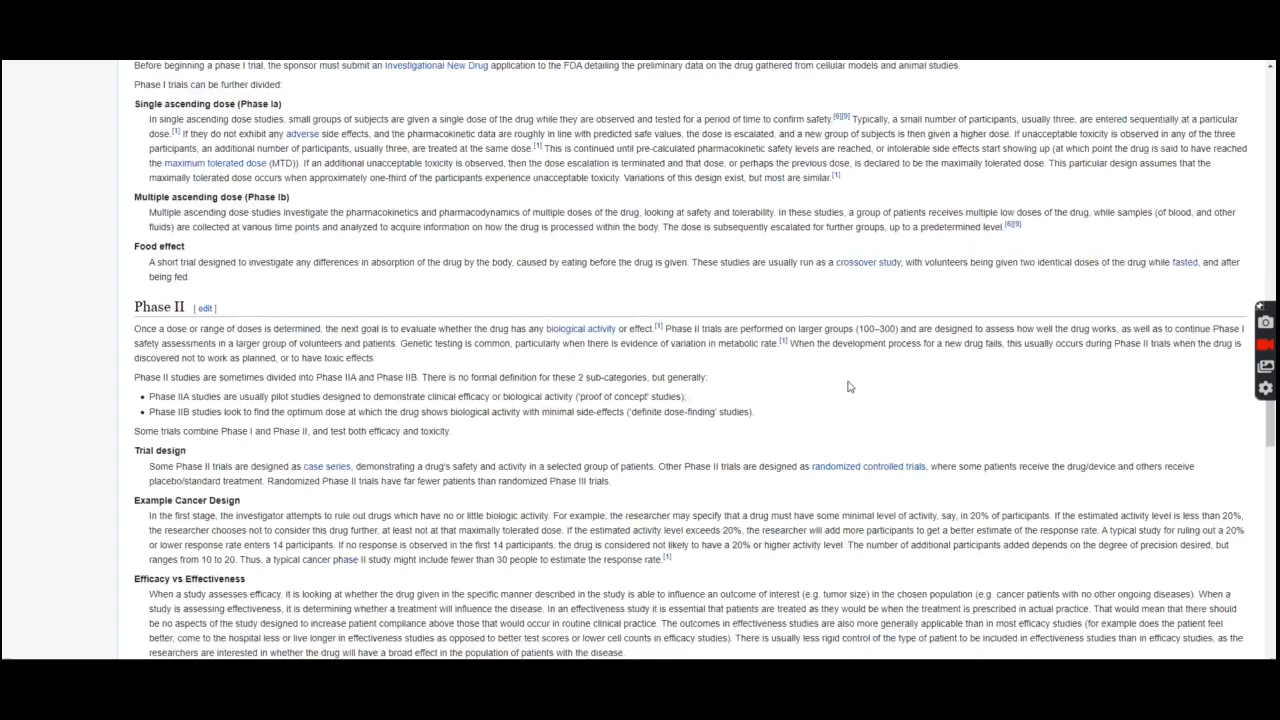 Before beginning a phase I trial, the sponsor must submit an Investigational New Drug application to the FDA detailing the preliminary data on the drug gathered from cellular models and animal studies.
Phase I trials can be further divided:
Single ascending dose (Phase Ia)
In single ascending dose studies, small groups of subjects are given a single dose of the drug while they are observed and tested for a period of time to confirm safety.[6][9] Typically, a small number of participants, usually three, are entered sequentially at a particular
dose.[1] If they do not exhibit any adverse side effects, and the pharmacokinetic data are roughly in line with predicted safe values, the dose is escalated, and a new group of subjects is then given a higher dose. If unacceptable toxicity is observed in any of the three
participants, an additional number of participants, usually three, are treated at the same dose.[1] This is continued until pre-calculated pharmacokinetic safety levels are reached, or intolerable side effects start showing up (at which point the drug is said to have reached
the maximum tolerated dose (MTD)). If an additional unacceptable toxicity is observed, then the dose escalation is terminated and that dose, or perhaps the previous dose, is declared to be the maximally tolerated dose. This particular design assumes that the
maximally tolerated dose occurs when approximately one-third of the participants experience unacceptable toxicity. Variations of this design exist, but most are similar.[1]
Multiple ascending dose (Phase Ib)
Multiple ascending dose studies investigate the pharmacokinetics and pharmacodynamics of multiple doses of the drug, looking at safety and tolerability. In these studies, a group of patients receives multiple low doses of the drug, while samples (of blood, and other
fluids) are collected at various time points and analyzed to acquire information on how the drug is processed within the body. The dose is subsequently escalated for further groups, up to a predetermined level.[6][9]
Food effect
A short trial designed to investigate any differences in absorption of the drug by the body, caused by eating before the drug is given. These studies are usually run as a crossover study, with volunteers being given two identical doses of the drug while fasted, and after
being fed.
Phase II [ edit ]
Once a dose or range of doses is determined, the next goal is to evaluate whether the drug has any biological activity or effect.[1] Phase II trials are performed on larger groups (100–300) and are designed to assess how well the drug works, as well as to continue Phase I
safety assessments in a larger group of volunteers and patients. Genetic testing is common, particularly when there is evidence of variation in metabolic rate.[1] When the development process for a new drug fails, this usually occurs during Phase II trials when the drug is
discovered not to work as planned, or to have toxic effects.
Phase II studies are sometimes divided into Phase IIA and Phase IIB. There is no formal definition for these 2 sub-categories, but generally:
• Phase IIA studies are usually pilot studies designed to demonstrate clinical efficacy or biological activity ('proof of concept' studies);
• Phase IIB studies look to find the optimum dose at which the drug shows biological activity with minimal side-effects ('definite dose-finding' studies).
Some trials combine Phase I and Phase II, and test both efficacy and toxicity.
Trial design
Some Phase II trials are designed as case series, demonstrating a drug's safety and activity in a selected group of patients. Other Phase II trials are designed as randomized controlled trials, where some patients receive the drug/device and others receive
placebo/standard treatment. Randomized Phase II trials have far fewer patients than randomized Phase III trials.
Example Cancer Design
In the first stage, the investigator attempts to rule out drugs which have no or little biologic activity. For example, the researcher may specify that a drug must have some minimal level of activity, say, in 20% of participants. If the estimated activity level is less than 20%,
the researcher chooses not to consider this drug further, at least not at that maximally tolerated dose. If the estimated activity level exceeds 20%, the researcher will add more participants to get a better estimate of the response rate. A typical study for ruling out a 20%
or lower response rate enters 14 participants. If no response is observed in the first 14 participants, the drug is considered not likely to have a 20% or higher activity level. The number of additional participants added depends on the degree of precision desired, but
ranges from 10 to 20. Thus, a typical cancer phase II study might include fewer than 30 people to estimate the response rate.[1]
Efficacy vs Effectiveness
When a study assesses efficacy, it is looking at whether the drug given in the specific manner described in the study is able to influence an outcome of interest (e.g. tumor size) in the chosen population (e.g. cancer patients with no other ongoing diseases). When a
study is assessing effectiveness, it is determining whether a treatment will influence the disease. In an effectiveness study it is essential that patients are treated as they would be when the treatment is prescribed in actual practice. That would mean that there should
be no aspects of the study designed to increase patient compliance above those that would occur in routine clinical practice. The outcomes in effectiveness studies are also more generally applicable than in most efficacy studies (for example does the patient feel
better, come to the hospital less or live longer in effectiveness studies as opposed to better test scores or lower cell counts in efficacy studies). There is usually less rigid control of the type of patient to be included in effectiveness studies than in efficacy studies, as the
researchers are interested in whether the drug will have a broad effect in the population of patients with the disease.